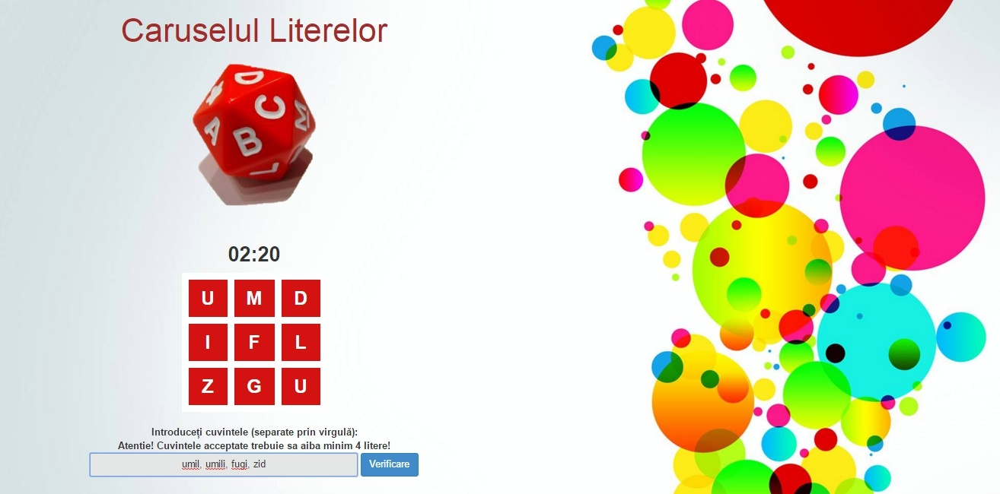 Caruselul Literelor
D
C
M
A
B
L
02:20
U M D
I F L
Z G U
Introduceți cuvintele (separate prin virgulă):
Atentie! Cuvintele acceptate trebuie sa aiba minim 4 litere!
umil, umili, fugi, zid
Verificare